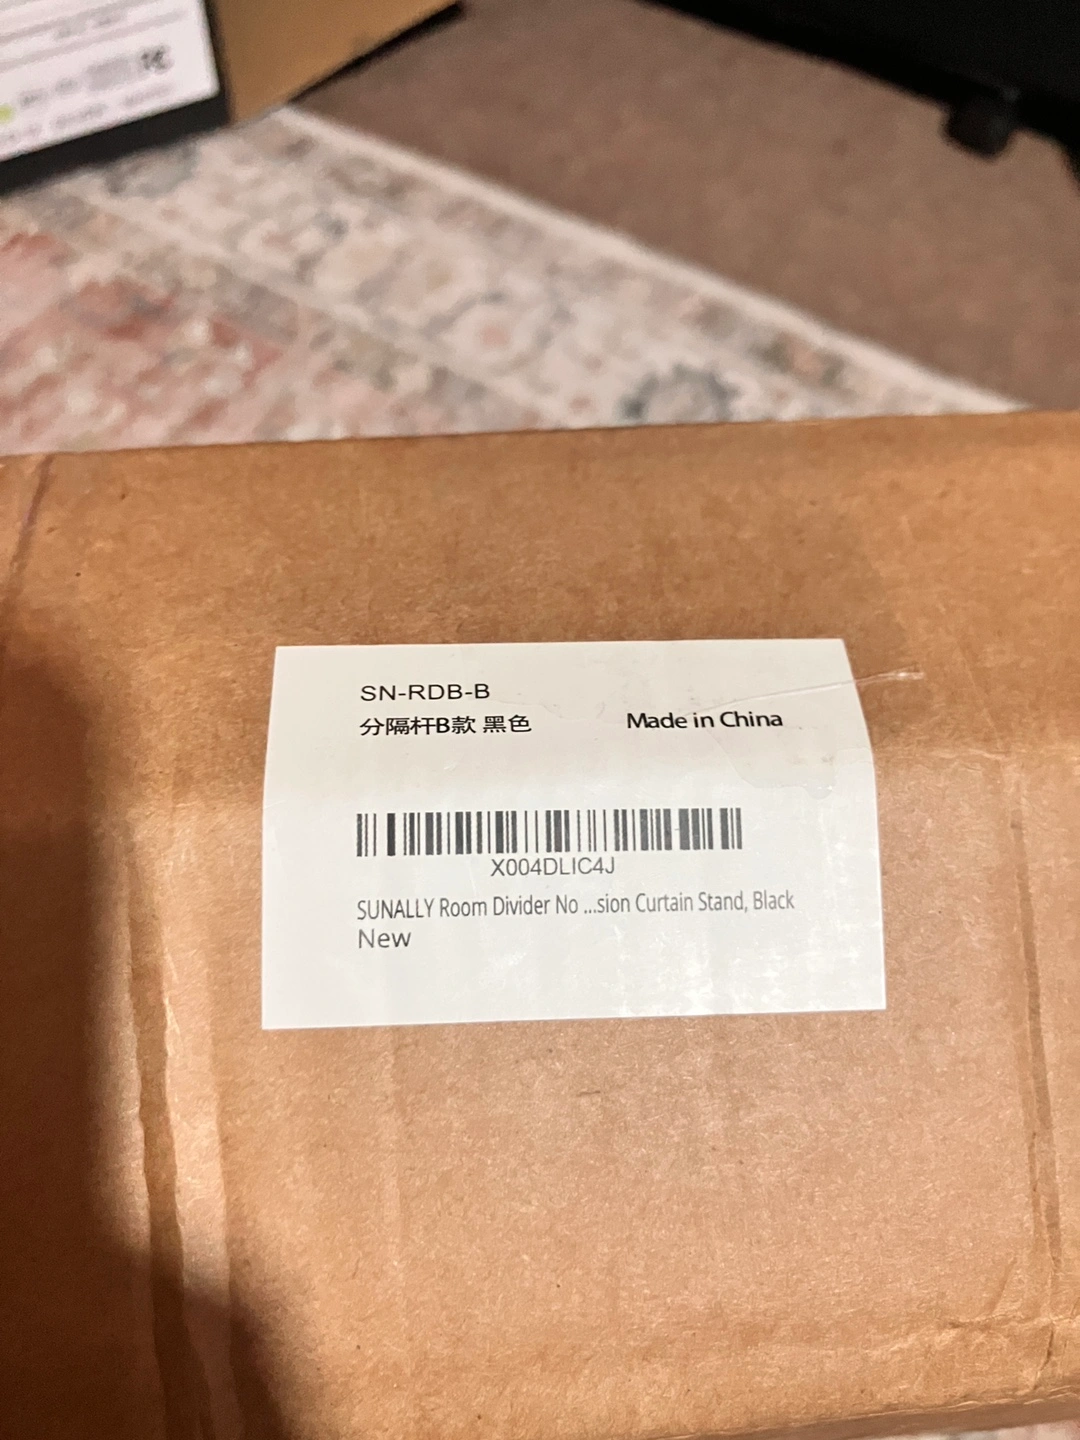 SN-RDB-B
分隔杆B款 黑色
Made in China
X004DLIC4J
SUNALLY Room Divider No ...sion Curtain Stand, Black
New